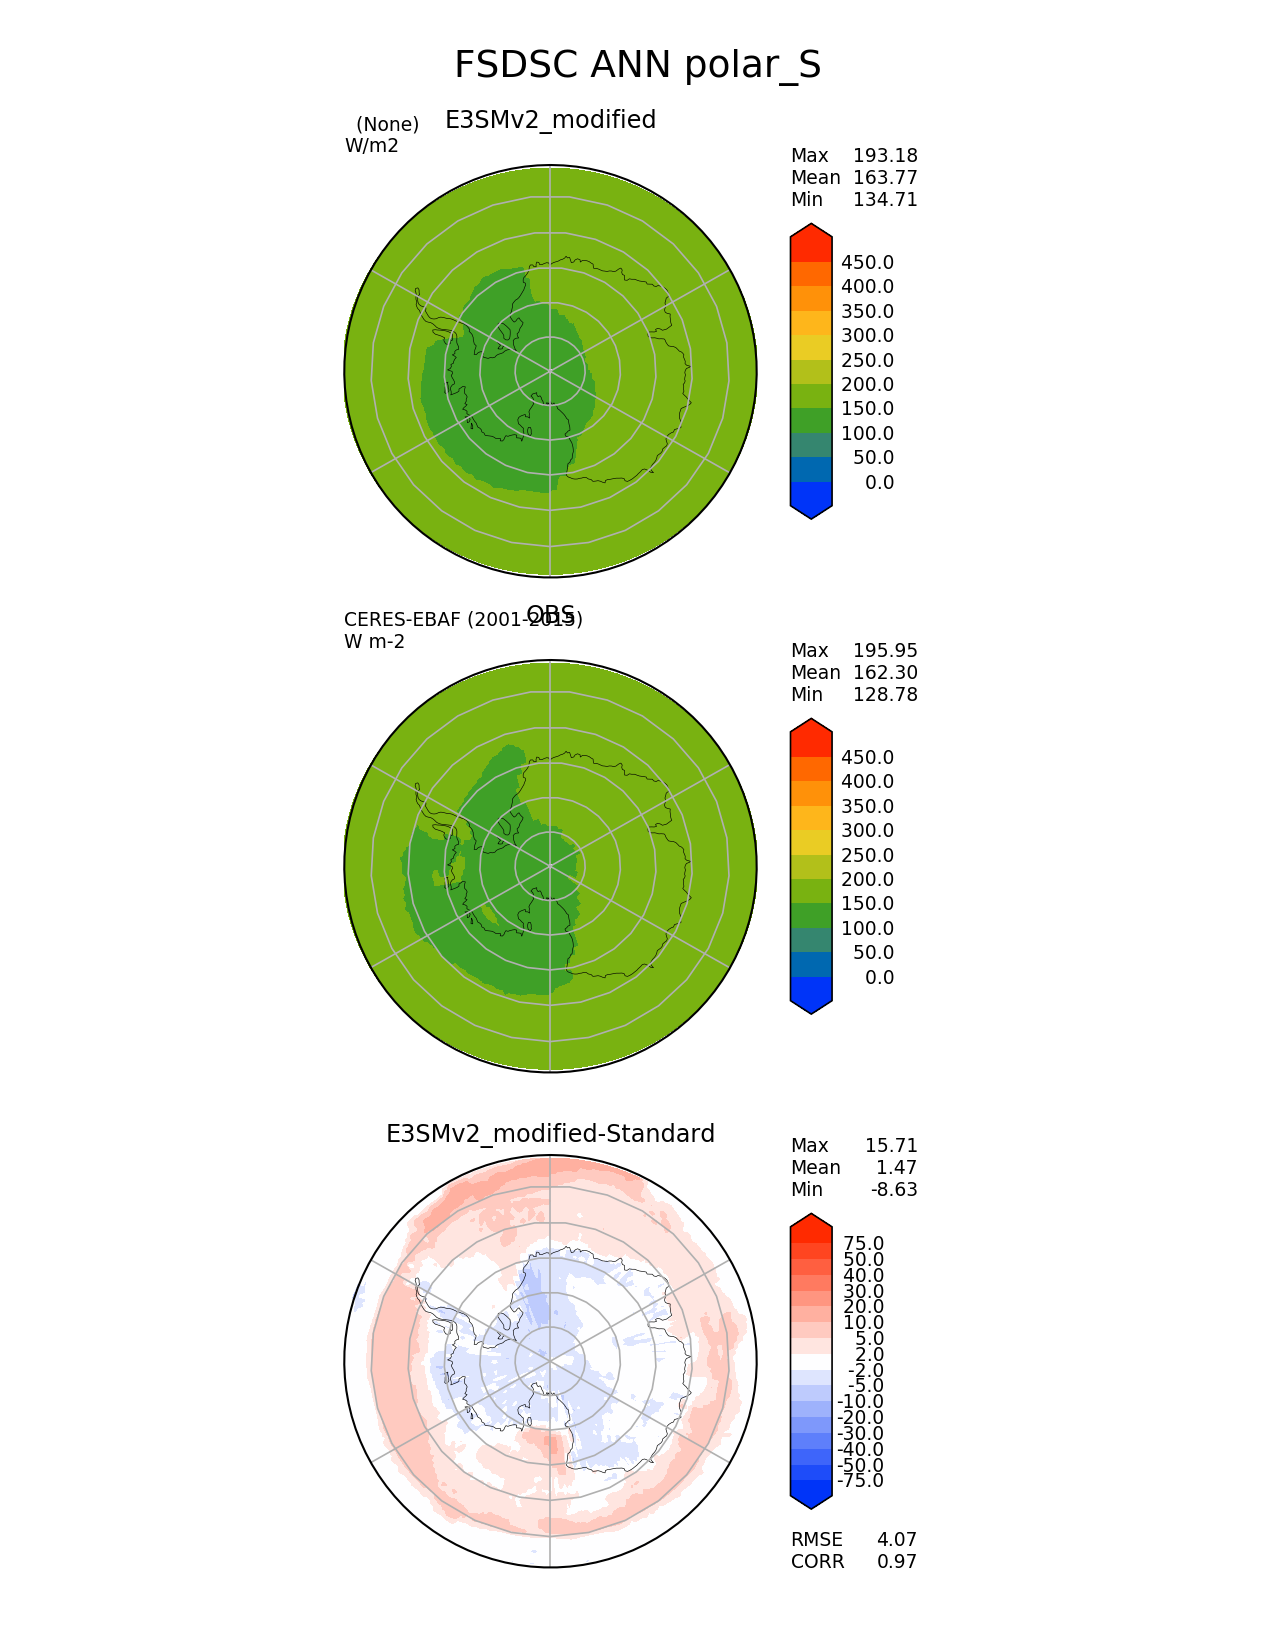 FSDSC ANN polar_S
E3SMv2_modified
(None)
W/m2
Max 193.18
Mean 163.77
Min 134.71
450.0
400.0
350.0
300.0
250.0
200.0
150.0
100.0
50.0
0.0
OBS
CERES-EBAF (2001-2015)
W m-2
Max 195.95
Mean 162.30
Min 128.78
450.0
400.0
350.0
300.0
250.0
200.0
150.0
100.0
50.0
0.0
E3SMv2_modified-Standard
Max 15.71
Mean 1.47
Min -8.63
75.0
50.0
40.0
30.0
20.0
10.0
5.0
2.0
-2.0
-5.0
-10.0
-20.0
-30.0
-40.0
-50.0
-75.0
RMSE 4.07
CORR 0.97